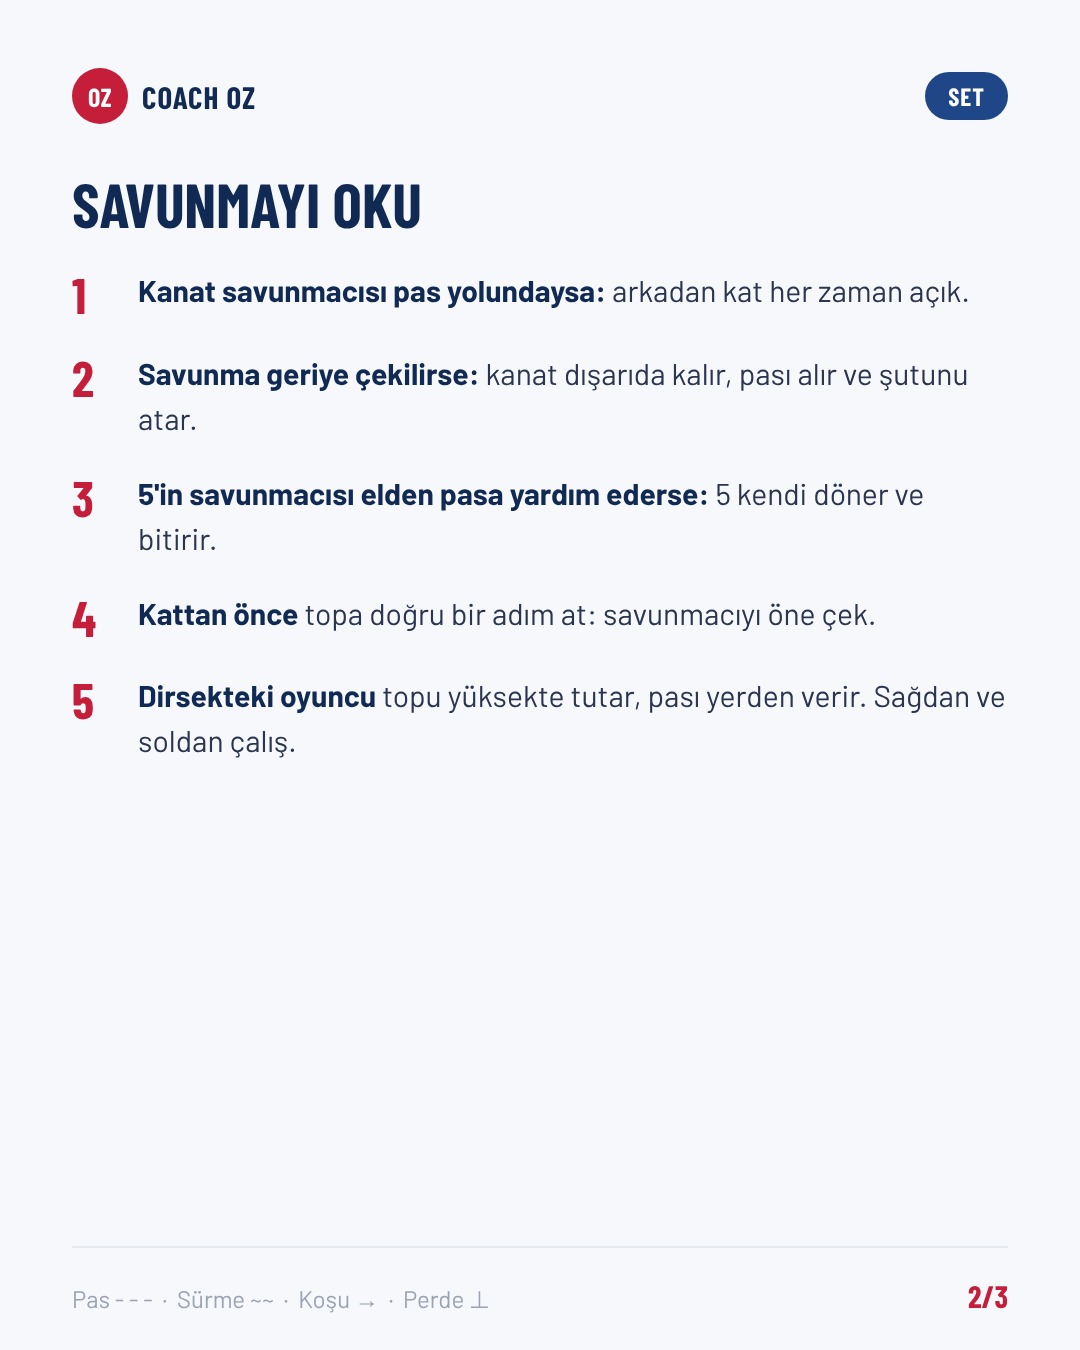 OZ COACH OZ SET
SAVUNMAYI OKU
1 Kanat savunmacısı pas yolundaysa: arkadan kat her zaman açık.
2 Savunma geriye çekilirse: kanat dışarıda kalır, pası alır ve şutunu
atar.
3 5'in savunmacısı elden pasa yardım ederse: 5 kendi döner ve
bitirir.
4 Kattan önce topa doğru bir adım at: savunmacıyı öne çek.
5 Dirsekteki oyuncu topu yüksekte tutar, pası yerden verir. Sağdan ve
soldan çalış.
Pas - - - · Sürme ~~ · Koşu → · Perde ⊥ 2/3